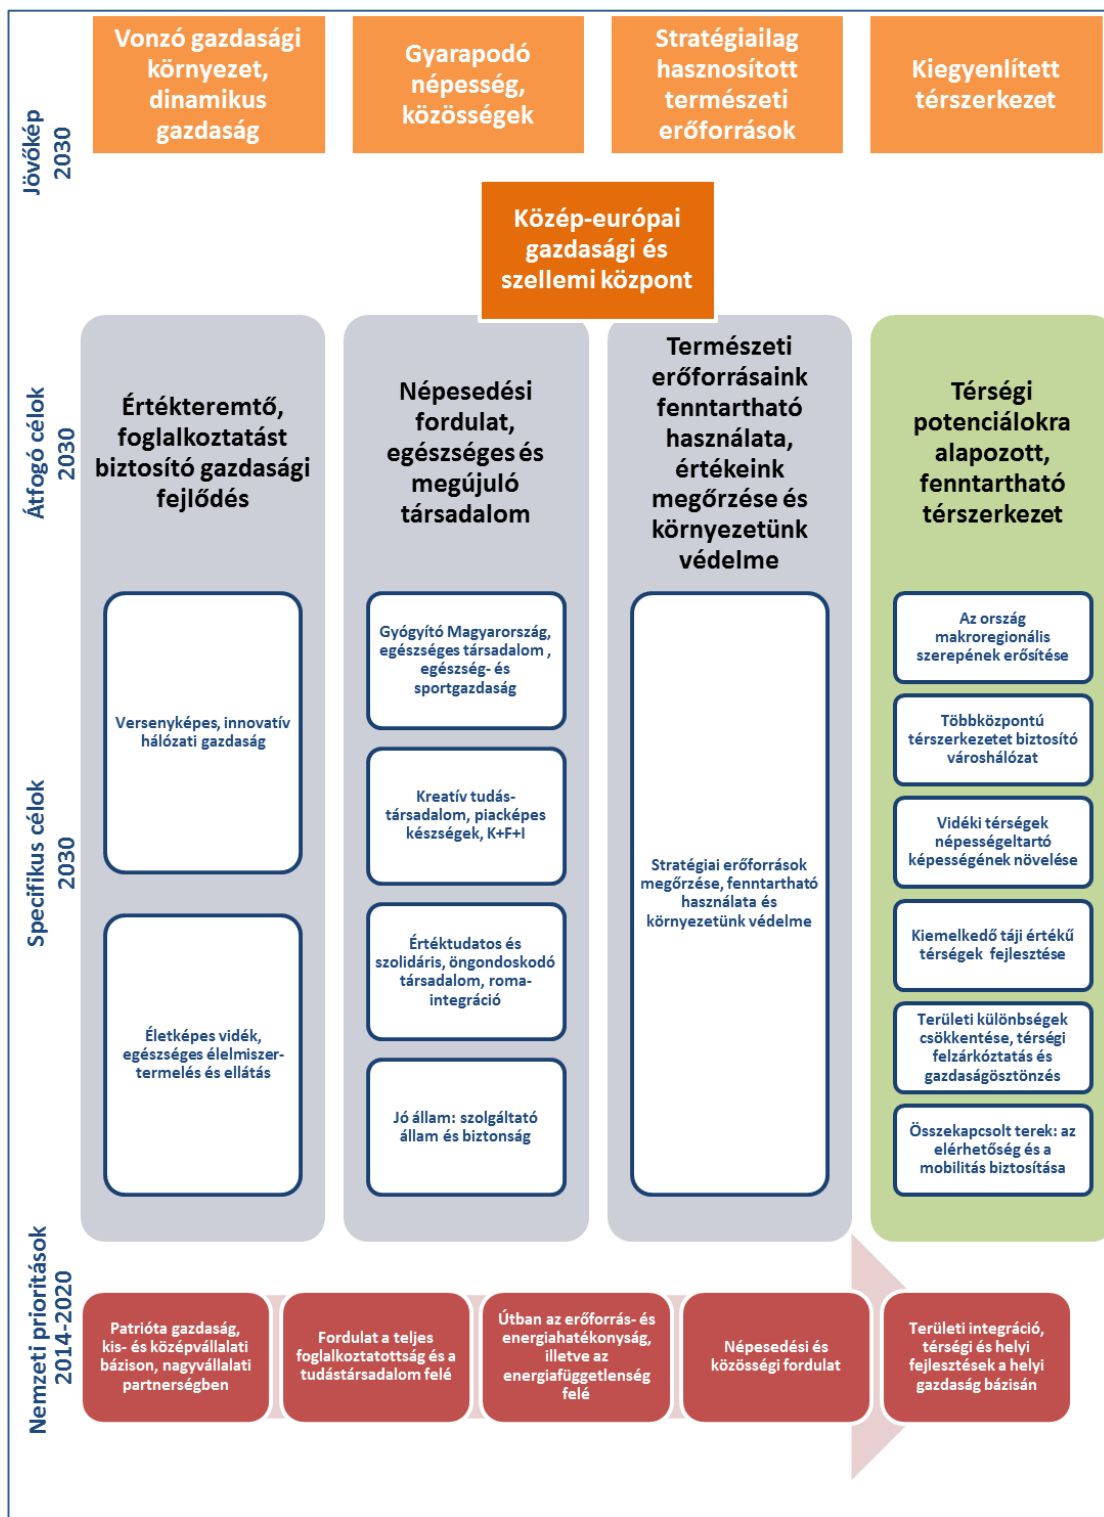 Jövőkép
2030
Vonzó gazdasági
környezet,
dinamikus
gazdaság
Gyarapodó
népesség,
közösségek
Stratégiailag
hasznosított
természeti
erőforrások
Kiegyenlített
térszerkezet
Közép-európai
gazdasági és
szellemi központ
Átfogó célok
2030
Értékteremtő,
foglalkoztatást
biztosító gazdasági
fejlődés
Népesedési
fordulat,
egészséges és
megújuló
társadalom
Természeti
erőforrásaink
fenntartható
használata,
értékeink
megőrzése és
környezetünk
védelme
Térségi
potenciálokra
alapozott,
fenntartható
térszerkezet
Specifikus célok
2030
Versenyképes, innovatív
hálózati gazdaság
Életképes vidék,
egészséges élelmiszer-
termelés és ellátás
Gyógyító Magyarország,
egészséges társadalom ,
egészség- és
sportgazdaság
Kreatív tudás-
társadalom, piacképes
készségek, K+F+I
Értéktudatos és
szolidáris, öngondoskodó
társadalom, roma-
integráció
Jó állam: szolgáltató
állam és biztonság
Stratégiai erőforrások
megőrzése, fenntartható
használata és
környezetünk védelme
Az ország
makroregionális
szerepének erősítése
Többközpontú
térszerkezetet biztosító
városhálózat
Vidéki térségek
népességeltartó
képességének növelése
Kiemelkedő táji értékű
térségek fejlesztése
Területi különbségek
csökkentése, térségi
felzárkóztatás és
gazdaságösztönzés
Összekapcsolt terek: az
elérhetőség és a
mobilitás biztosítása
Nemzeti prioritások
2014-2020
Patrióta gazdaság,
kis- és középvállalati
bázison, nagyvállalati
partnerségben
Fordulat a teljes
foglalkoztatottság és a
tudástársadalom felé
Útban az erőforrás- és
energiahatékonyság,
illetve az
energiafüggetlenség
felé
Népesedési és
közösségi fordulat
Területi integráció,
térségi és helyi
fejlesztések a helyi
gazdaság bázisán